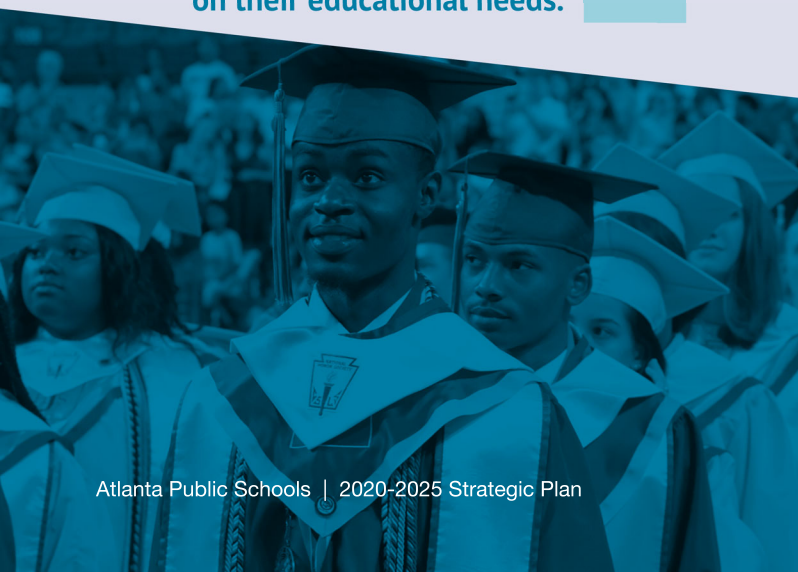 on their educational needs.
Atlanta Public Schools | 2020-2025 Strategic Plan